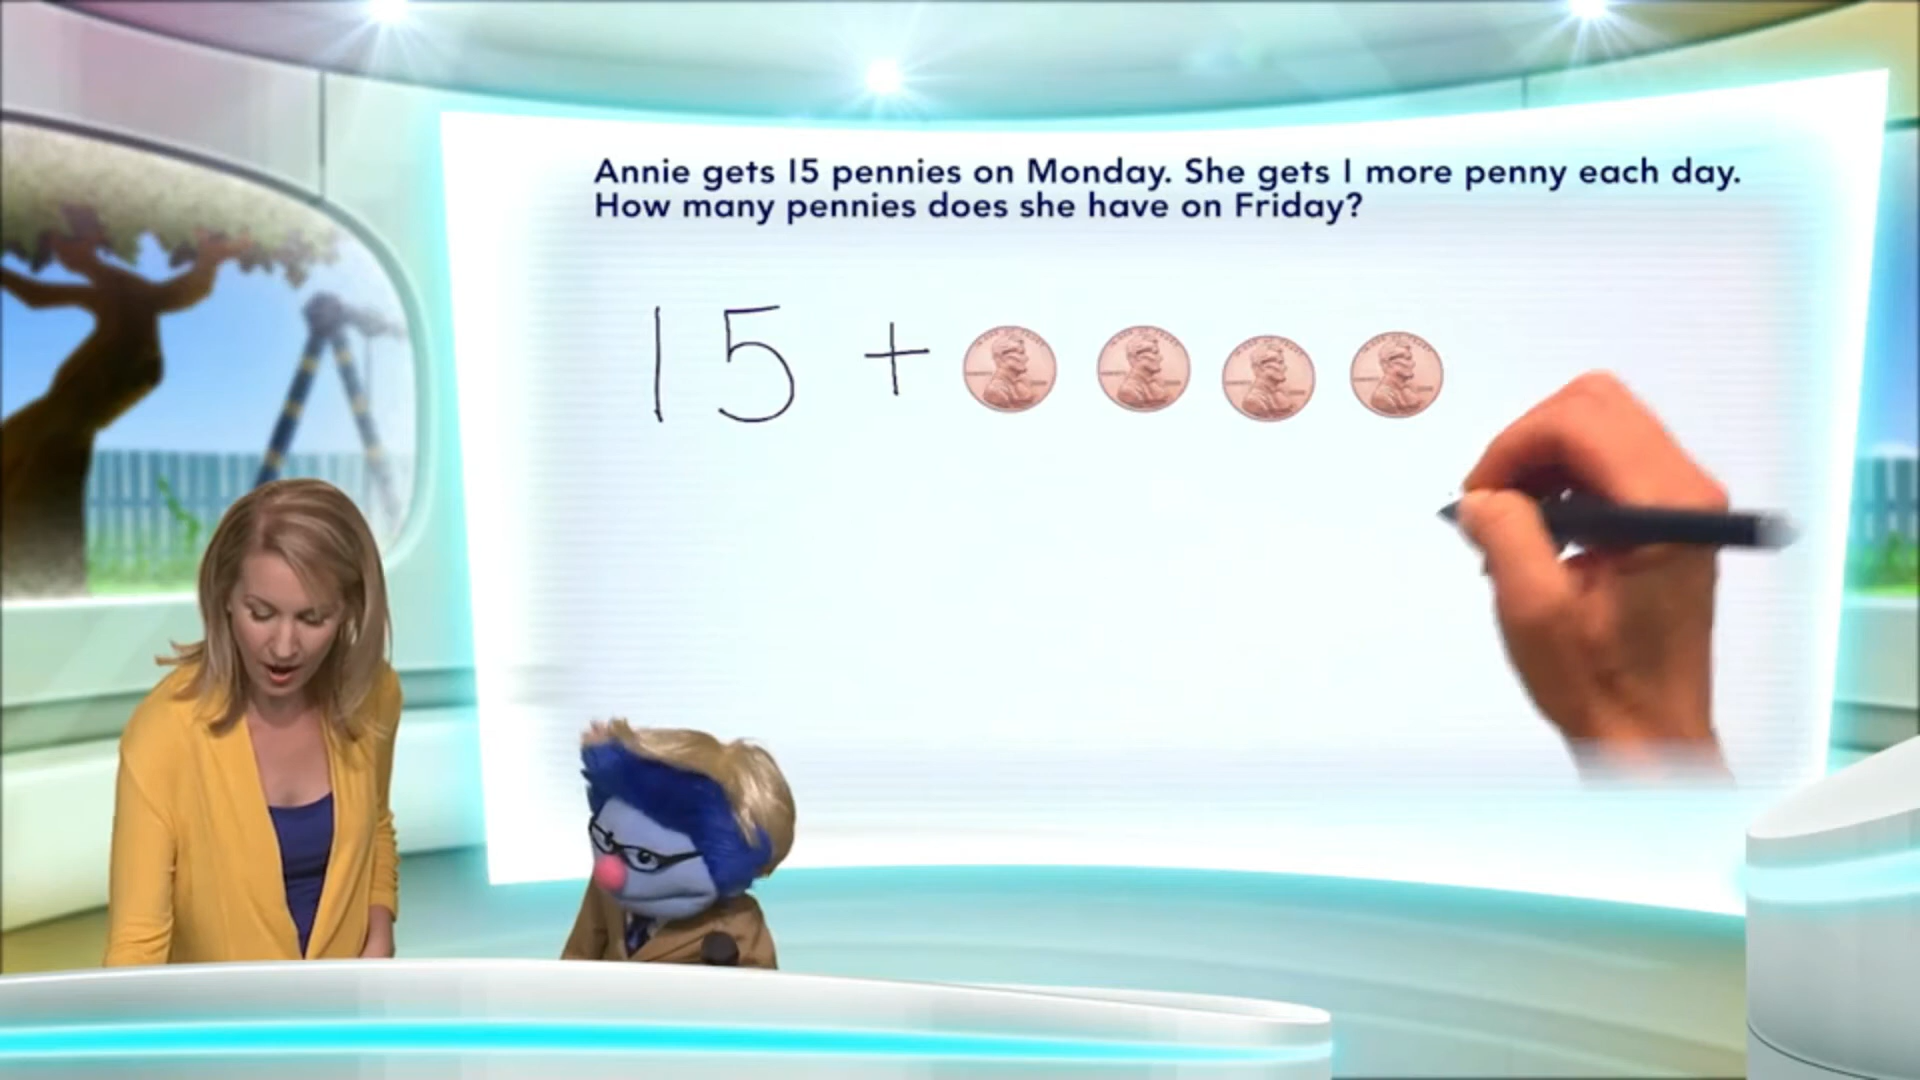 Annie gets 15 pennies on Monday. She gets 1 more penny each day.
How many pennies does she have on Friday?
15 +